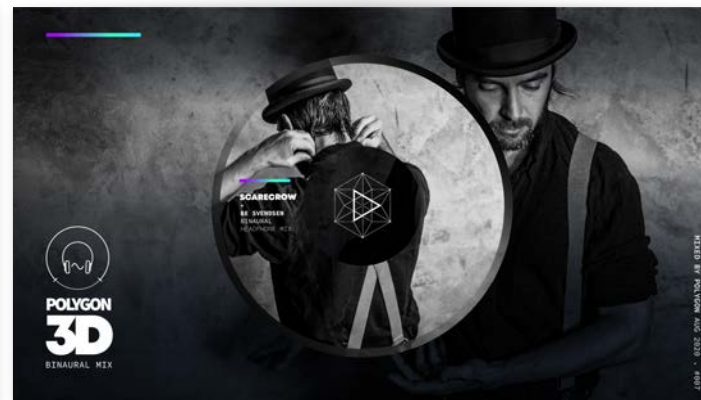 SCARECROW
-
BE SVENDSEN
BINAURAL
HEADPHONE MIX
POLYGON
3D
BINAURAL MIX
MIXED BY POLYGON AUG 2020 - #007